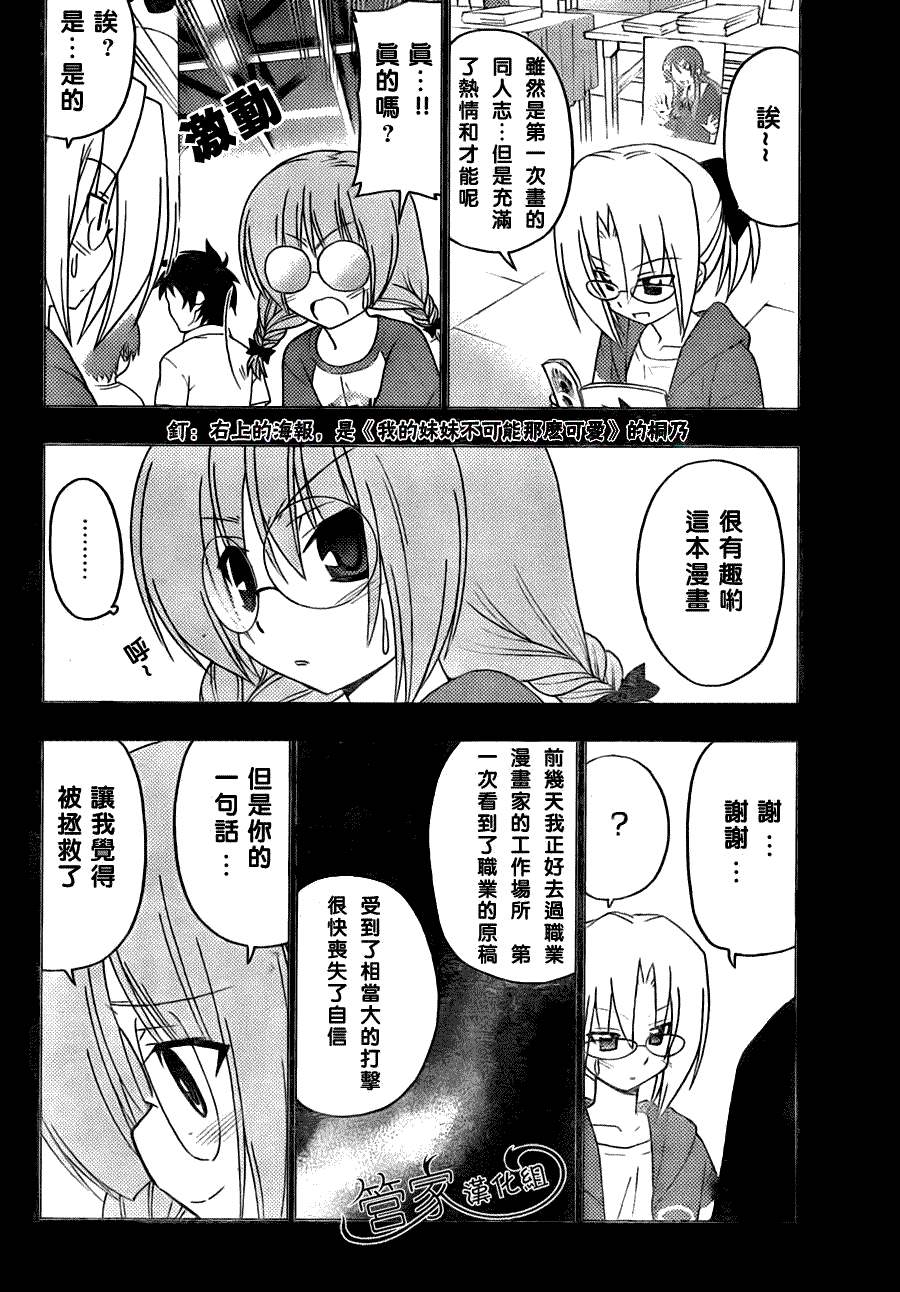 誒~~
雖然是第一次畫的
同人志…但是充滿
了熱情和才能呢
真…!!
真的嗎?
激動
誒?
是…是的
釘:右上的海報,是《我的妹妹不可能那麽可愛》的桐乃
很有趣喲
這本漫畫
………
呼~
謝…
謝謝…
?
前幾天我正好去過職業
漫畫家的工作場所 第
一次看到了職業的原稿
受到了相當大的打擊
很快喪失了自信
但是你的
一句話…
讓我覺得
被拯救了
管家漢化組